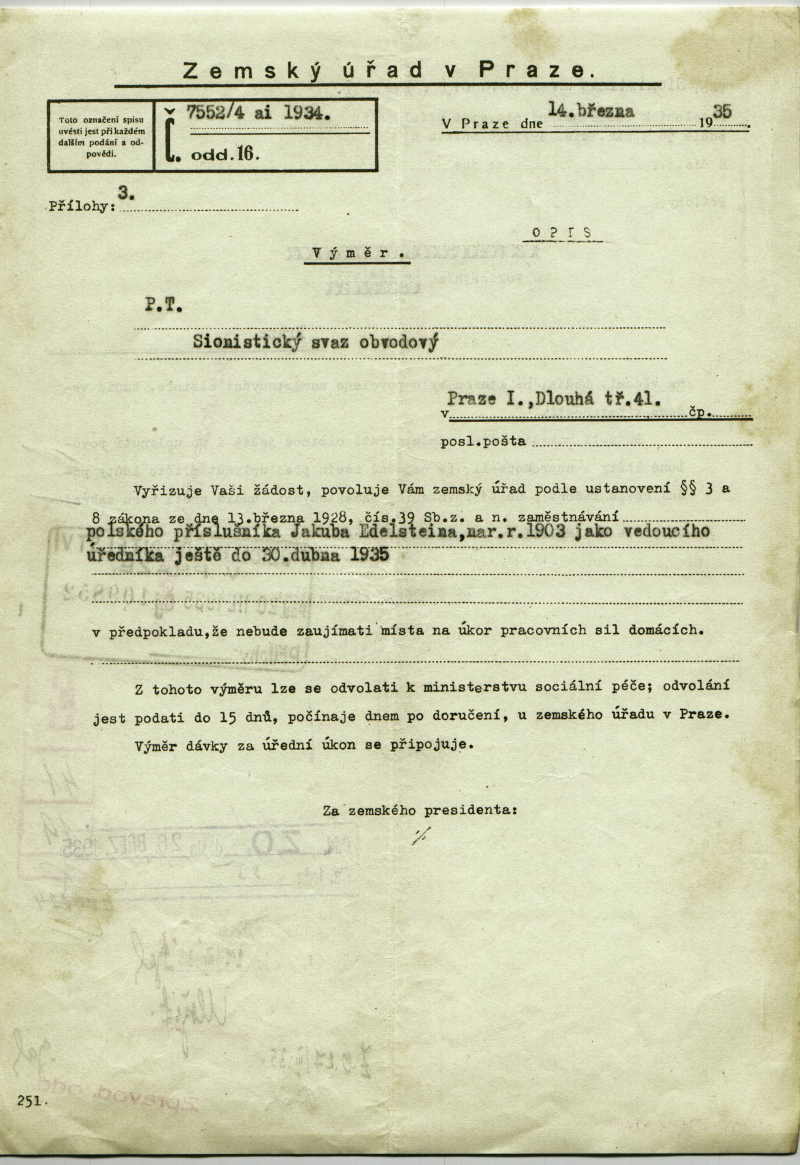 Zemský úřad v Praze.
Toto označení spisu
uvésti jest při každém
dalším podání a od-
povědi.
Č. 7552/4 ai 1934.
odd.16.
V Praze dne 14.března 1935.
Přílohy: 3.
OPIS
Výměr.
P.T.
Sionistický svaz obvodový
v Praze I.,Dlouhá tř.41. čp.
posl.pošta
Vyřizuje Vaši žádost, povoluje Vám zemský úřad podle ustanovení §§ 3 a
8 zákona ze dne 13.března 1928, čís.39 Sb.z. a n. zaměstnávání
polského příslušníka Jakuba Edelsteina,nar.r.1903 jako vedoucího
úředníka ještě do 30.dubna 1935
v předpokladu,že nebude zaujímati místa na úkor pracovních sil domácích.
Z tohoto výměru lze se odvolati k ministerstvu sociální péče; odvolání
jest podati do 15 dnů, počínaje dnem po doručení, u zemského úřadu v Praze.
Výměr dávky za úřední úkon se připojuje.
Za zemského presidenta:
251.